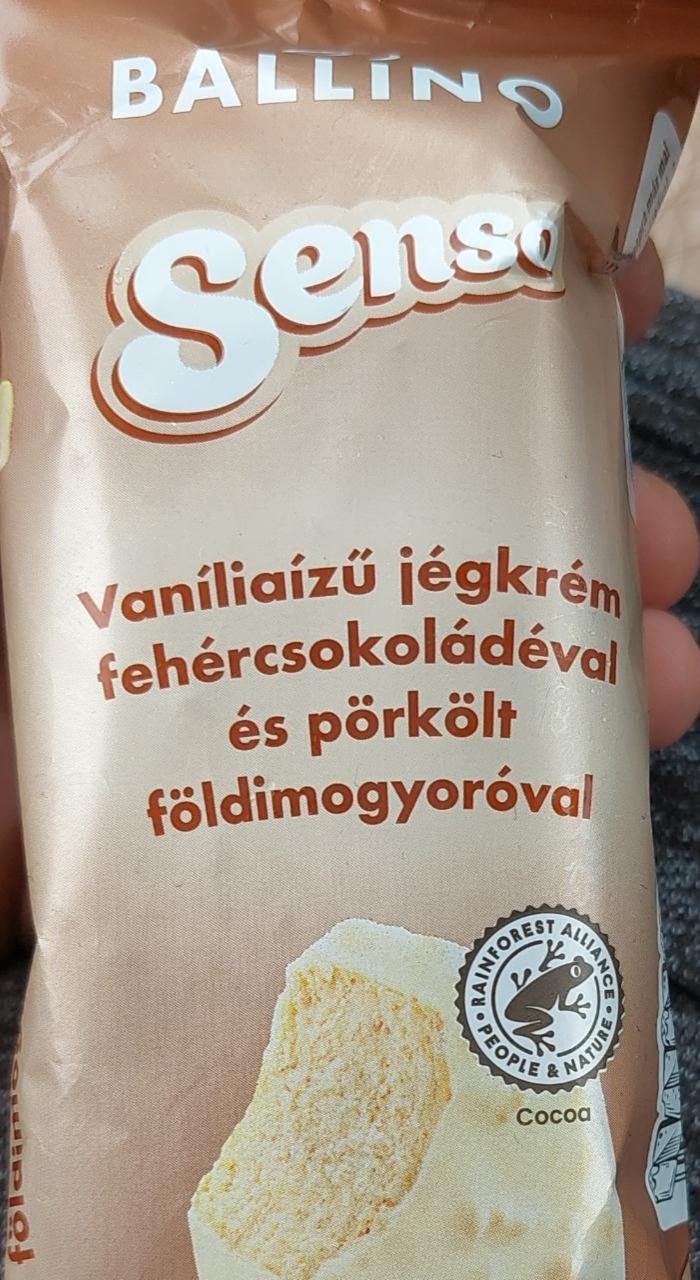 BALLINO
Senso
Vaníliaízű jégkrém
fehércsokoládéval
és pörkölt
földimogyoróval
RAINFOREST ALLIANCE
PEOPLE & NATURE
Cocoa